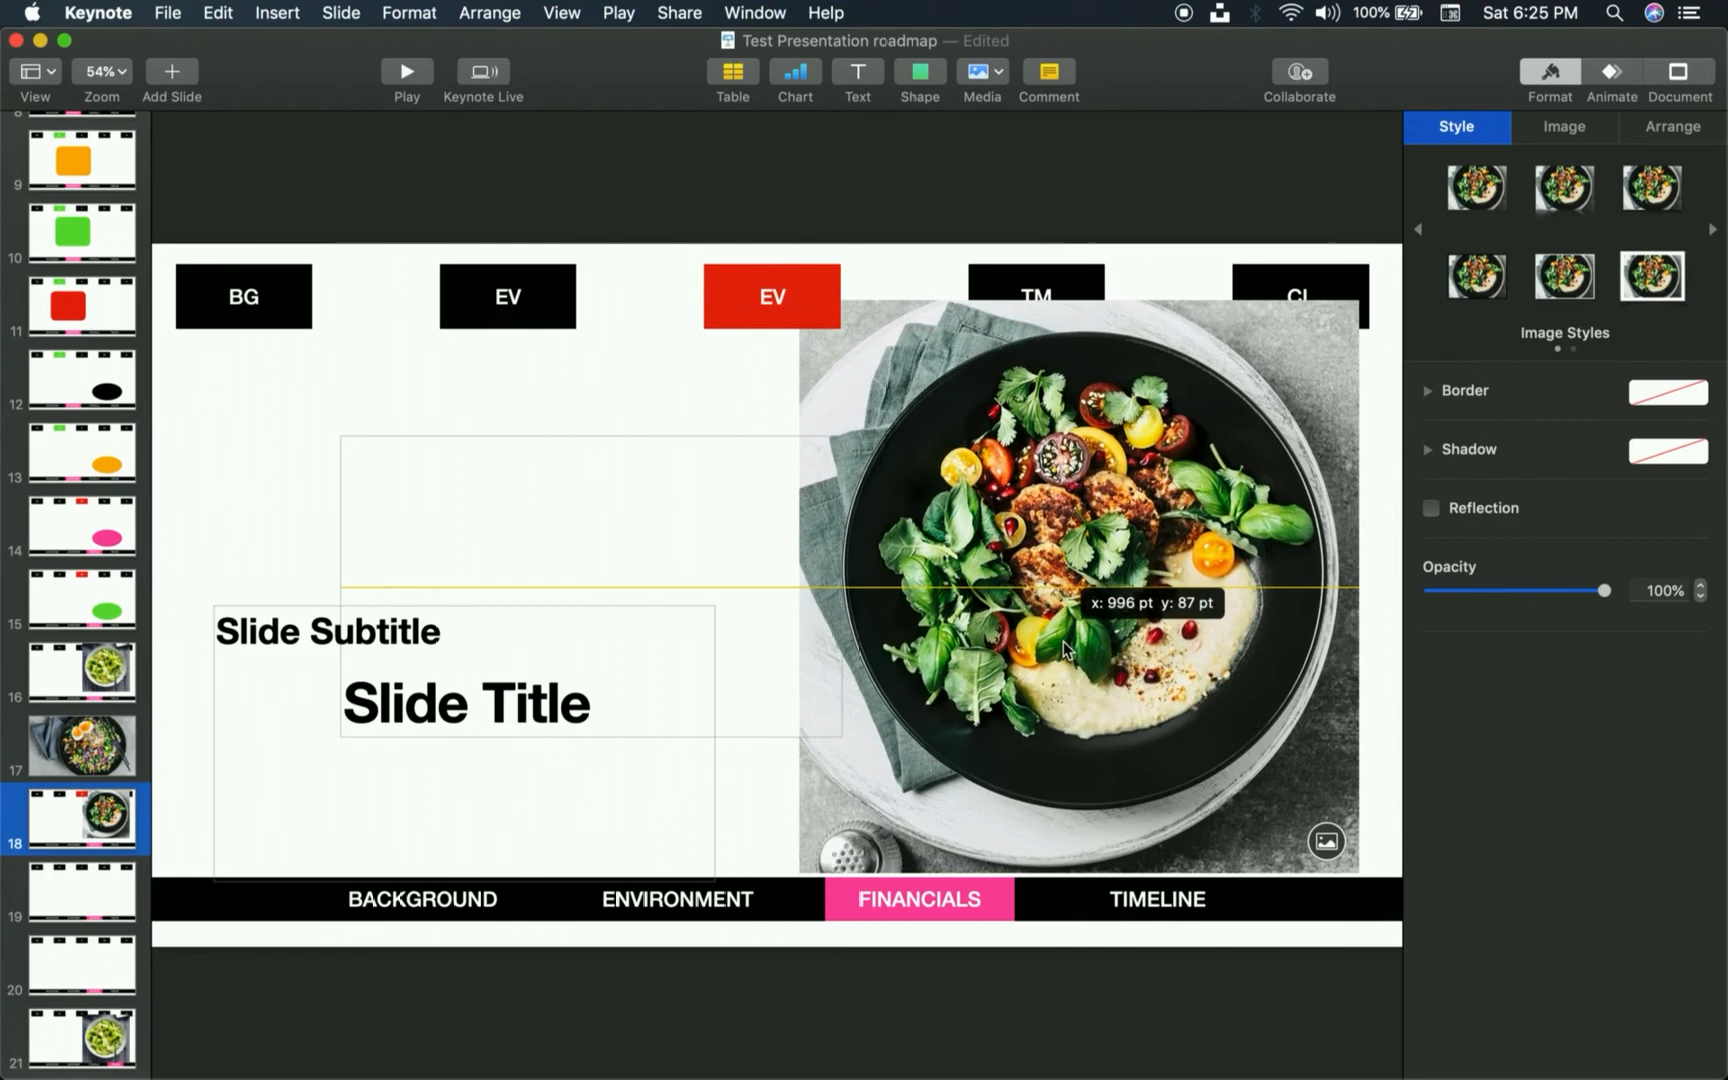 Keynote File Edit Insert Slide Format Arrange View Play Share Window Help 100% Sat 6:25 PM
Test Presentation roadmap — Edited
54%
View Zoom Add Slide Play Keynote Live Table Chart Text Shape Media Comment Collaborate Format Animate Document
Style Image Arrange
8
9
10
11
12
13
14
15
16
17
18
19
20
21
BG EV EV TM CL
x: 996 pt y: 87 pt
Slide Subtitle
Slide Title
BACKGROUND ENVIRONMENT FINANCIALS TIMELINE
Image Styles
Border
Shadow
Reflection
Opacity
100%